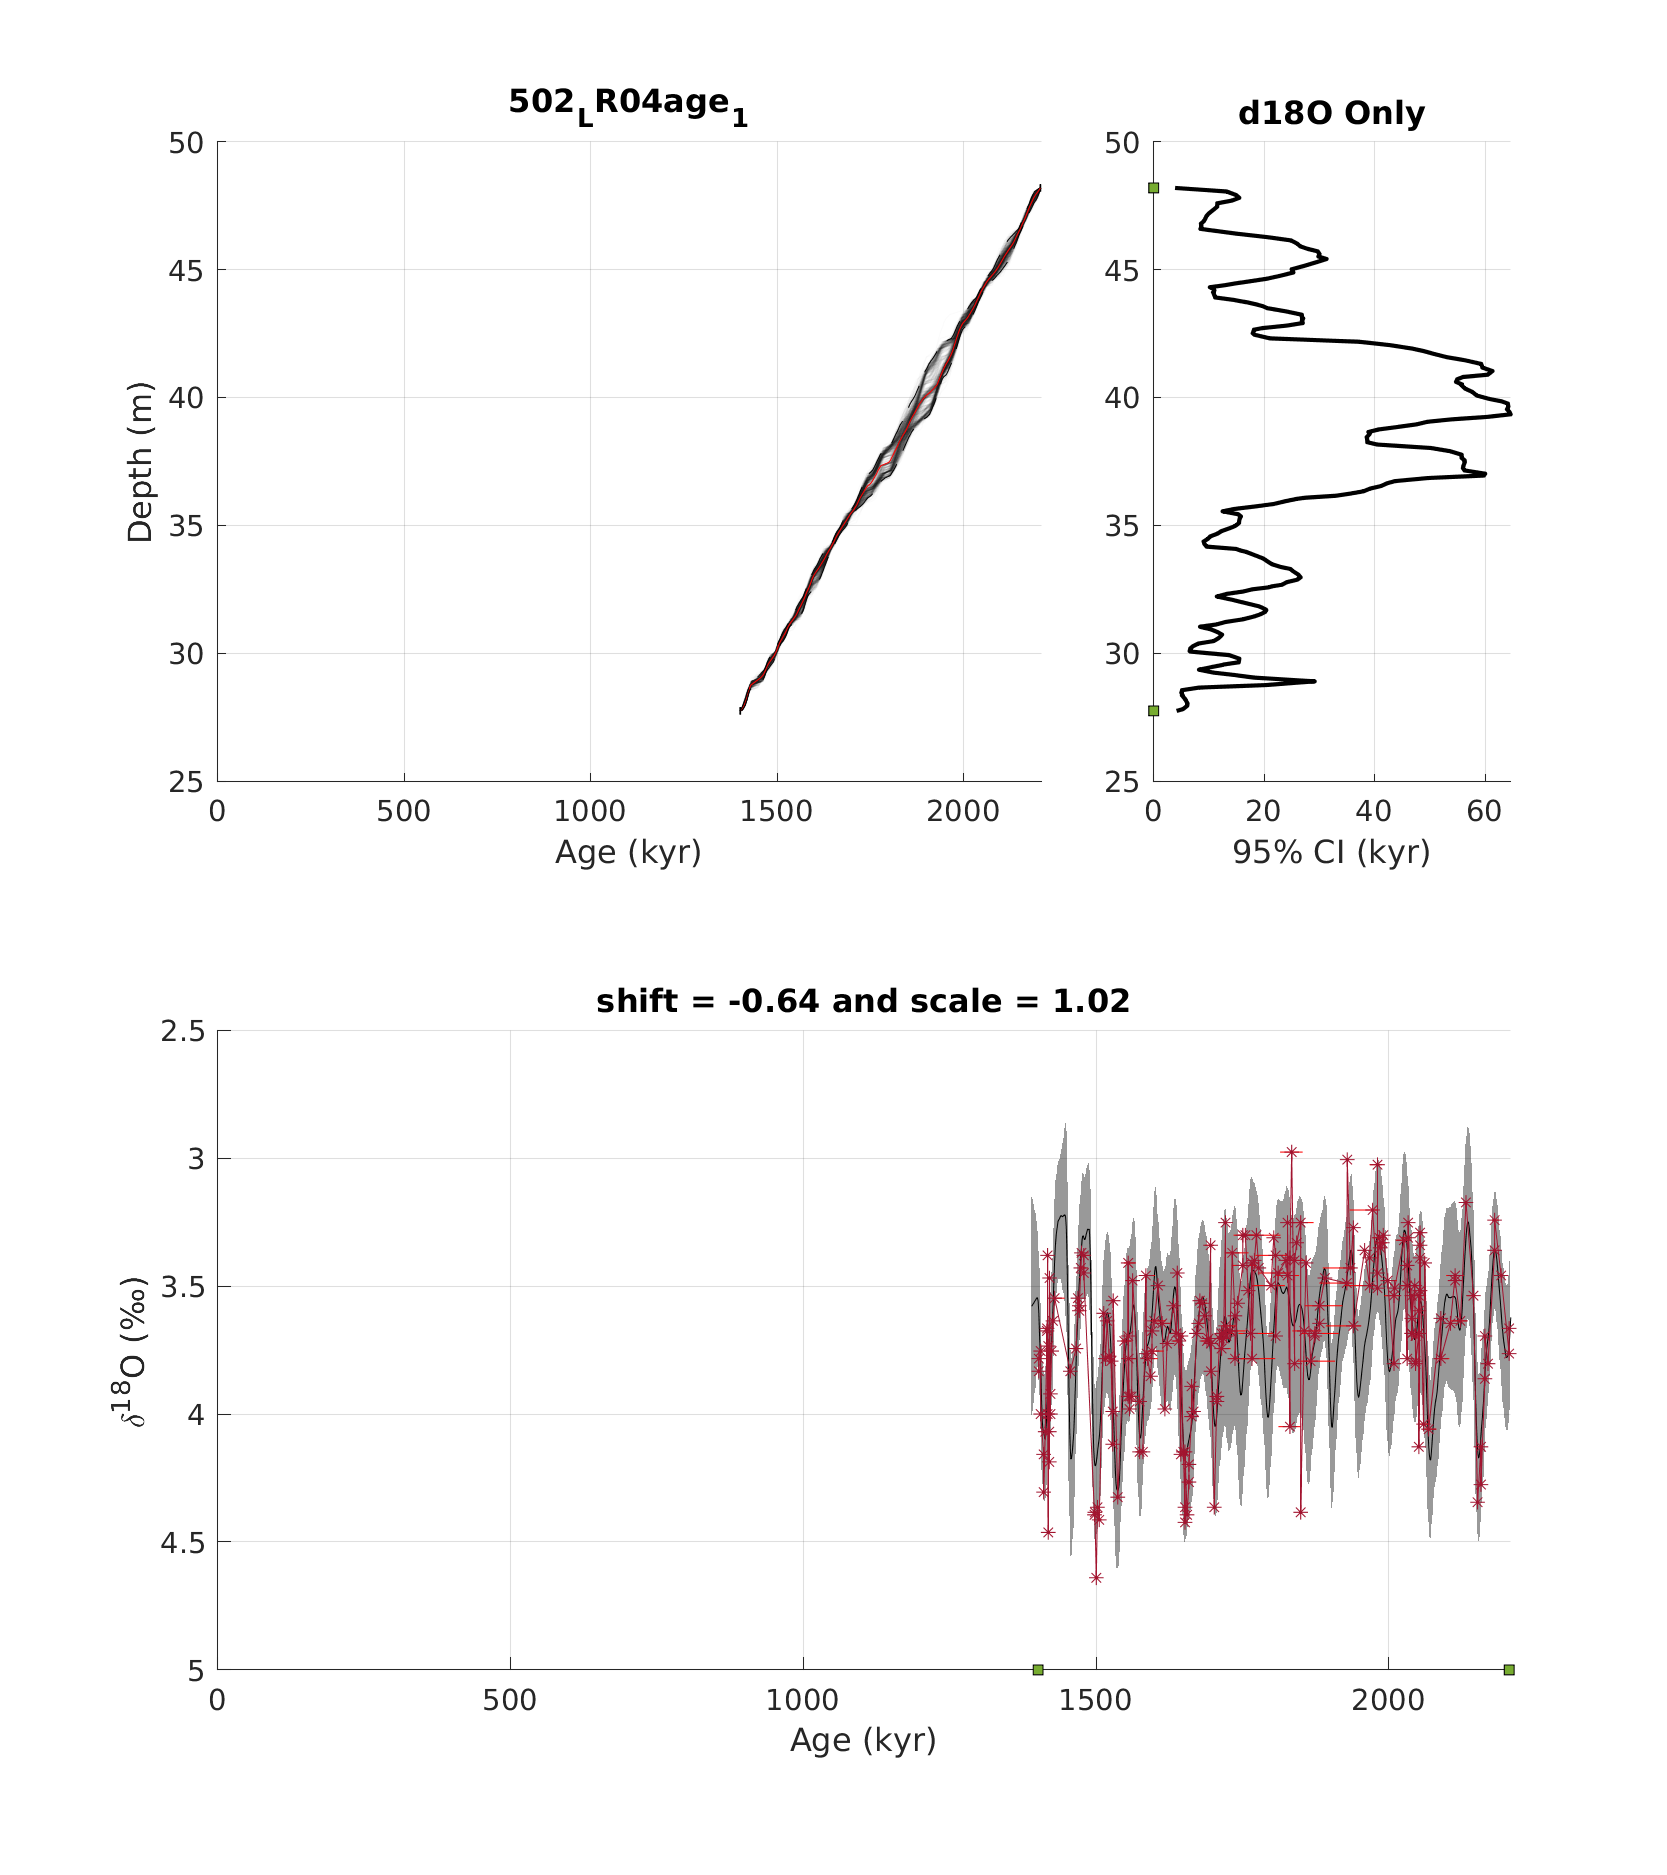 502LR04age1
50
45
40
35
30
25
0 500 1000 1500 2000
Age (kyr)
Depth (m)
d18O Only
50
45
40
35
30
25
0 20 40 60
95% CI (kyr)
shift = -0.64 and scale = 1.02
2.5
3
3.5
4
4.5
5
0 500 1000 1500 2000
Age (kyr)
δ18O (‰)